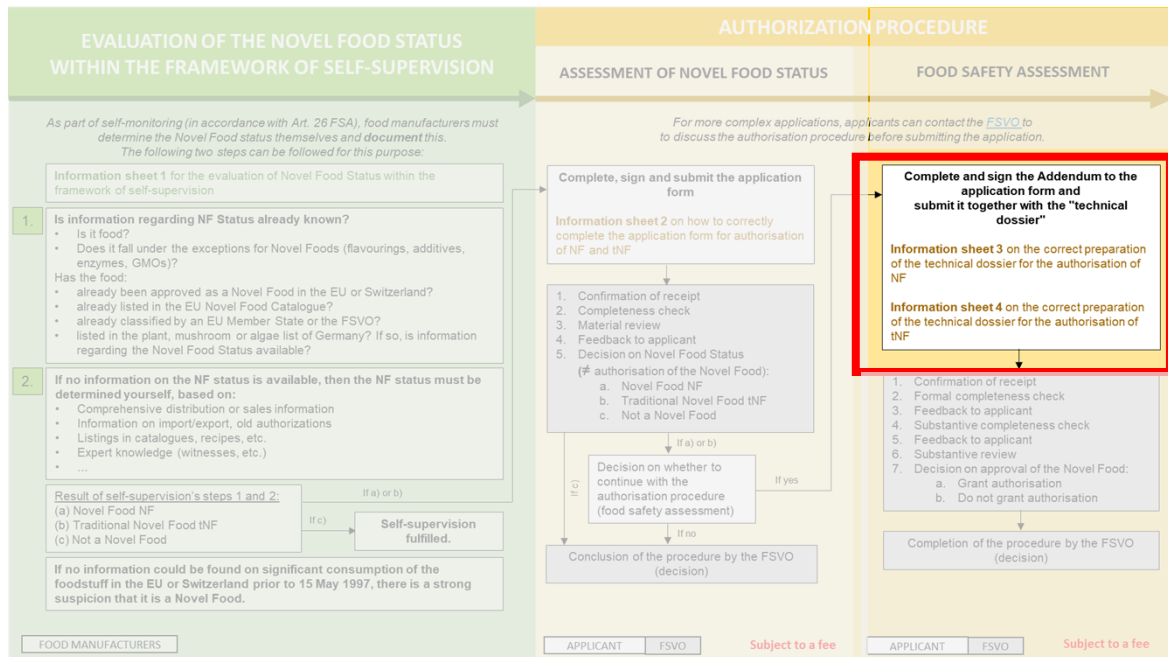 EVALUATION OF THE NOVEL FOOD STATUS
WITHIN THE FRAMEWORK OF SELF-SUPERVISION
As part of self-monitoring (in accordance with Art. 26 FSA), food manufacturers must
determine the Novel Food status themselves and document this.
The following two steps can be followed for this purpose:
Information sheet 1 for the evaluation of Novel Food Status within the
framework of self-supervision
1.
Is information regarding NF Status already known?
• Is it food?
• Does it fall under the exceptions for Novel Foods (flavourings, additives,
enzymes, GMOs)?
Has the food:
• already been approved as a Novel Food in the EU or Switzerland?
• already listed in the EU Novel Food Catalogue?
• already classified by an EU Member State or the FSVO?
• listed in the plant, mushroom or algae list of Germany? If so, is information
regarding the Novel Food Status available?
2.
If no information on the NF status is available, then the NF status must be
determined yourself, based on:
• Comprehensive distribution or sales information
• Information on import/export, old authorizations
• Listings in catalogues, recipes, etc.
• Expert knowledge (witnesses, etc.)
• ...
Result of self-supervision's steps 1 and 2:
(a) Novel Food NF
(b) Traditional Novel Food tNF
(c) Not a Novel Food
If a) or b)
If c)
Self-supervision
fulfilled.
If no information could be found on significant consumption of the
foodstuff in the EU or Switzerland prior to 15 May 1997, there is a strong
suspicion that it is a Novel Food.
FOOD MANUFACTURERS
AUTHORIZATION PROCEDURE
ASSESSMENT OF NOVEL FOOD STATUS
FOOD SAFETY ASSESSMENT
For more complex applications, applicants can contact the FSVO to
to discuss the authorisation procedure before submitting the application.
Complete, sign and submit the application
form
Information sheet 2 on how to correctly
complete the application form for authorisation
of NF and tNF
1. Confirmation of receipt
2. Completeness check
3. Material review
4. Feedback to applicant
5. Decision on Novel Food Status
(≠ authorisation of the Novel Food):
a. Novel Food NF
b. Traditional Novel Food tNF
c. Not a Novel Food
If a) or b)
If c)
Decision on whether to
continue with the
authorisation procedure
(food safety assessment)
If yes
If no
Conclusion of the procedure by the FSVO
(decision)
APPLICANT
FSVO
Subject to a fee
Complete and sign the Addendum to the
application form and
submit it together with the "technical
dossier"
Information sheet 3 on the correct preparation
of the technical dossier for the authorisation of
NF
Information sheet 4 on the correct preparation
of the technical dossier for the authorisation of
tNF
1. Confirmation of receipt
2. Formal completeness check
3. Feedback to applicant
4. Substantive completeness check
5. Feedback to applicant
6. Substantive review
7. Decision on approval of the Novel Food:
a. Grant authorisation
b. Do not grant authorisation
Completion of the procedure by the FSVO
(decision)
APPLICANT
FSVO
Subject to a fee